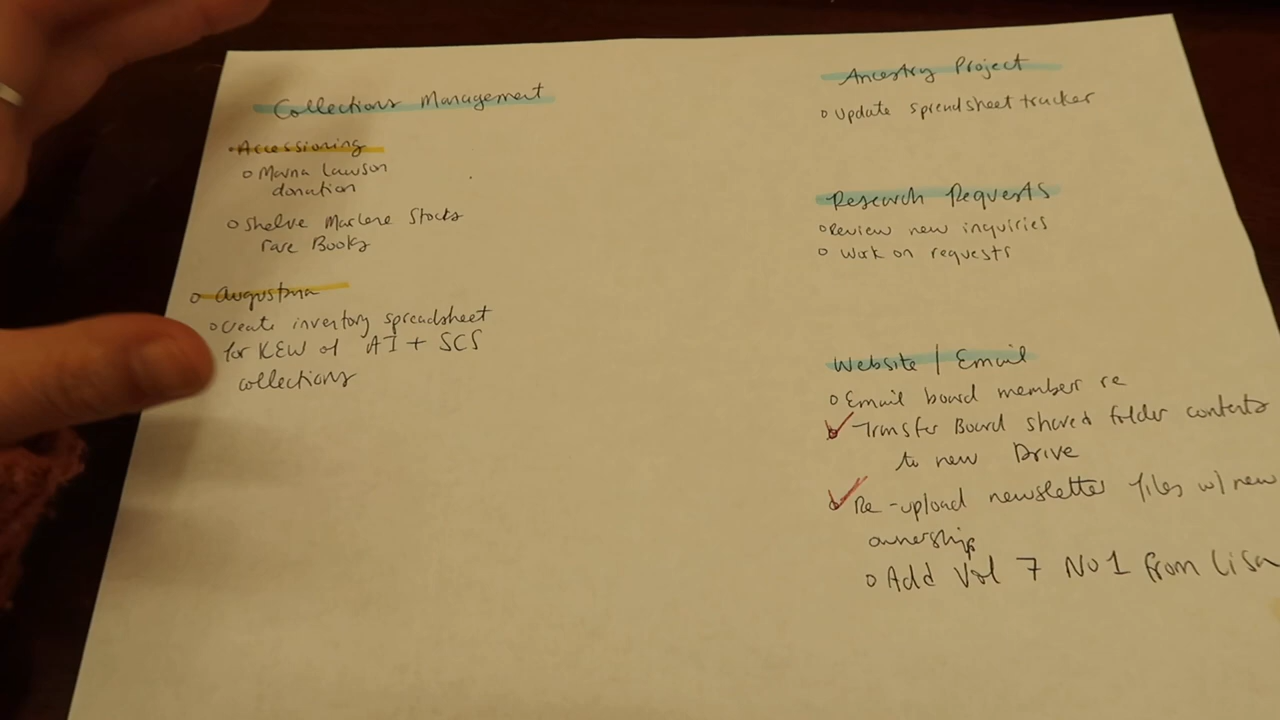 Collections Management
Accessioning
Marna Lawson
donation
Shelve Marlene Stocks
rare Books
Augustana
create inventory spreadsheet
for KEW of AI + SCS
collections
Ancestry Project
update spreadsheet tracker
Research Requests
Review new inquiries
Work on requests
Website / Email
Email board member re
Transfer Board shared folder contents
to new Drive
Re-upload newsletter files w/ new
ownership
Add Vol 7 No 1 from Lisa